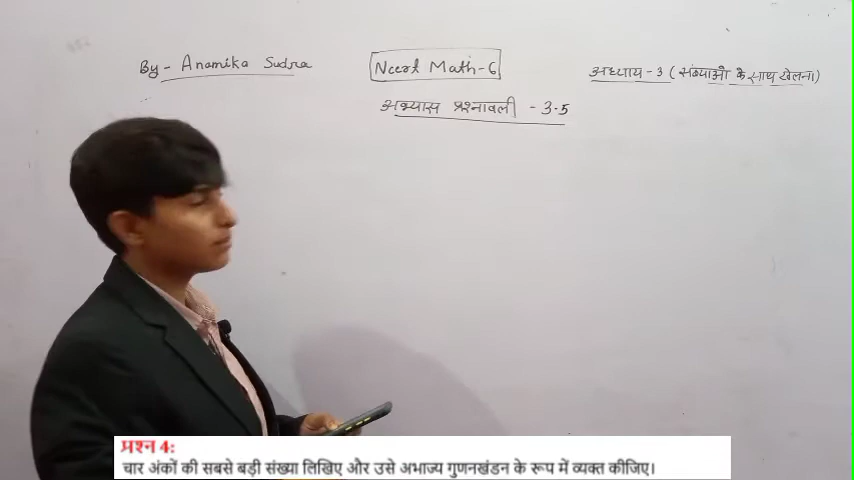 By- Anamika Sudra
Ncert Math-6
अध्याय - 3 (संख्याओ के साथ खेलना)
अभ्यास प्रश्नावली - 3.5
प्रश्न 4:
चार अंकों की सबसे बड़ी संख्या लिखिए और उसे अभाज्य गुणनखंडन के रूप में व्यक्त कीजिए।